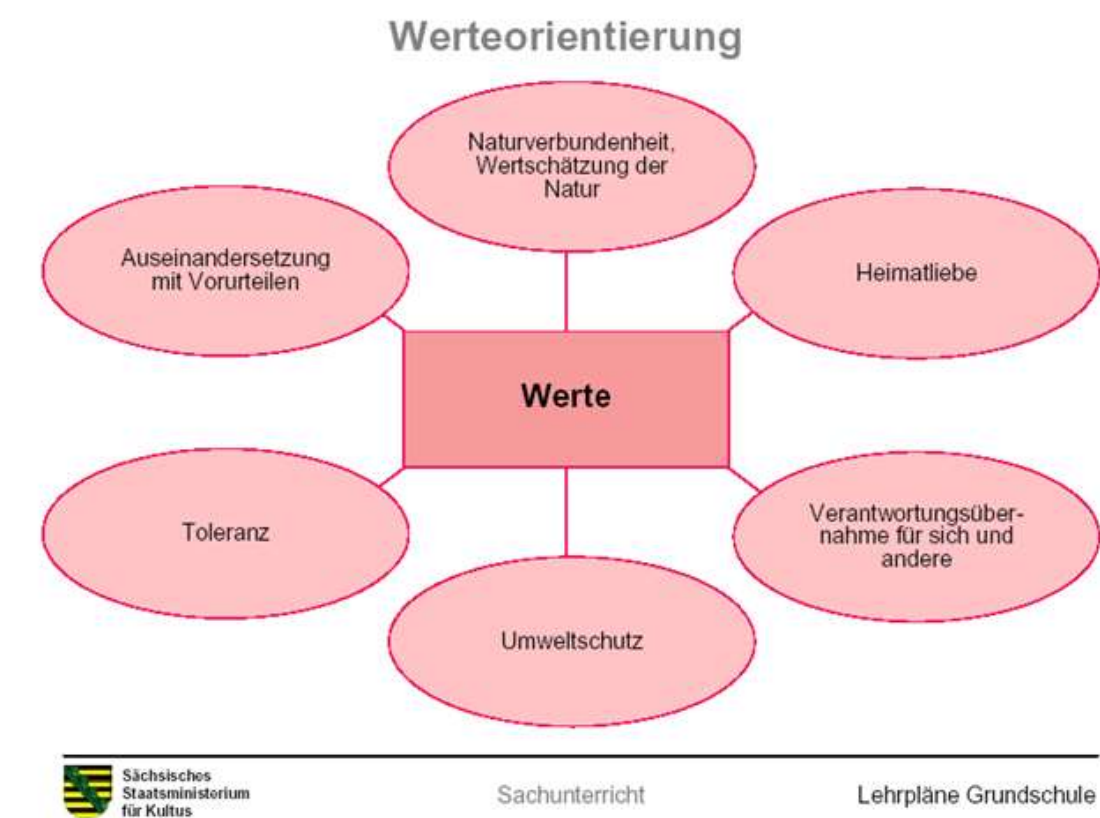 Werteorientierung
Naturverbundenheit,
Wertschätzung der
Natur
Auseinandersetzung
mit Vorurteilen
Heimatliebe
Werte
Toleranz
Verantwortungsüber-
nahme für sich und
andere
Umweltschutz
Sächsisches
Staatsministerium
für Kultus
Sachunterricht
Lehrpläne Grundschule